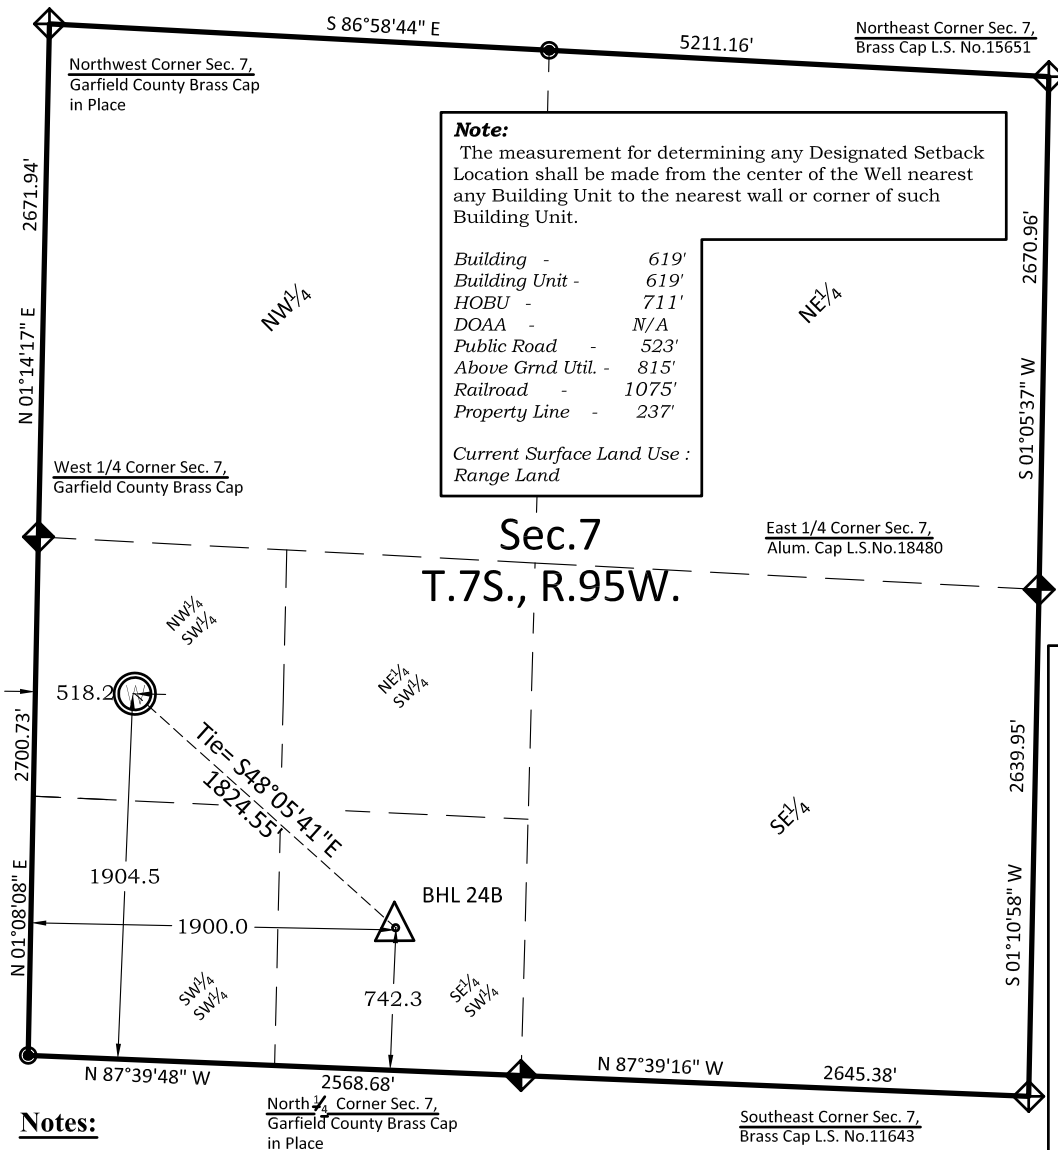 S 86°58'44" E
5211.16'
Northeast Corner Sec. 7,
Brass Cap L.S. No.15651
Northwest Corner Sec. 7,
Garfield County Brass Cap
in Place
Note:
The measurement for determining any Designated Setback
Location shall be made from the center of the Well nearest
any Building Unit to the nearest wall or corner of such
Building Unit.
Building - 619'
Building Unit - 619'
HOBU - 711'
DOAA - N/A
Public Road - 523'
Above Grnd Util. - 815'
Railroad - 1075'
Property Line - 237'
Current Surface Land Use :
Range Land
2671.94'
N 01°14'17" E
NW¼
NE¼
2670.96'
S 01°05'37" W
West 1/4 Corner Sec. 7,
Garfield County Brass Cap
Sec.7
T.7S., R.95W.
East 1/4 Corner Sec. 7,
Alum. Cap L.S.No.18480
NW¼
SW¼
NE¼
SW¼
518.2
W
2700.73'
N 01°08'08" E
Tie= S48°05'41"E
1824.55'
SE¼
2639.95'
S 01°10'58" W
1904.5
BHL 24B
1900.0
742.3
SW¼
SW¼
SE¼
SW¼
N 87°39'48" W
2568.68'
N 87°39'16" W
2645.38'
North ¼ Corner Sec. 7,
Garfield County Brass Cap
in Place
Southeast Corner Sec. 7,
Brass Cap L.S. No.11643
Notes: